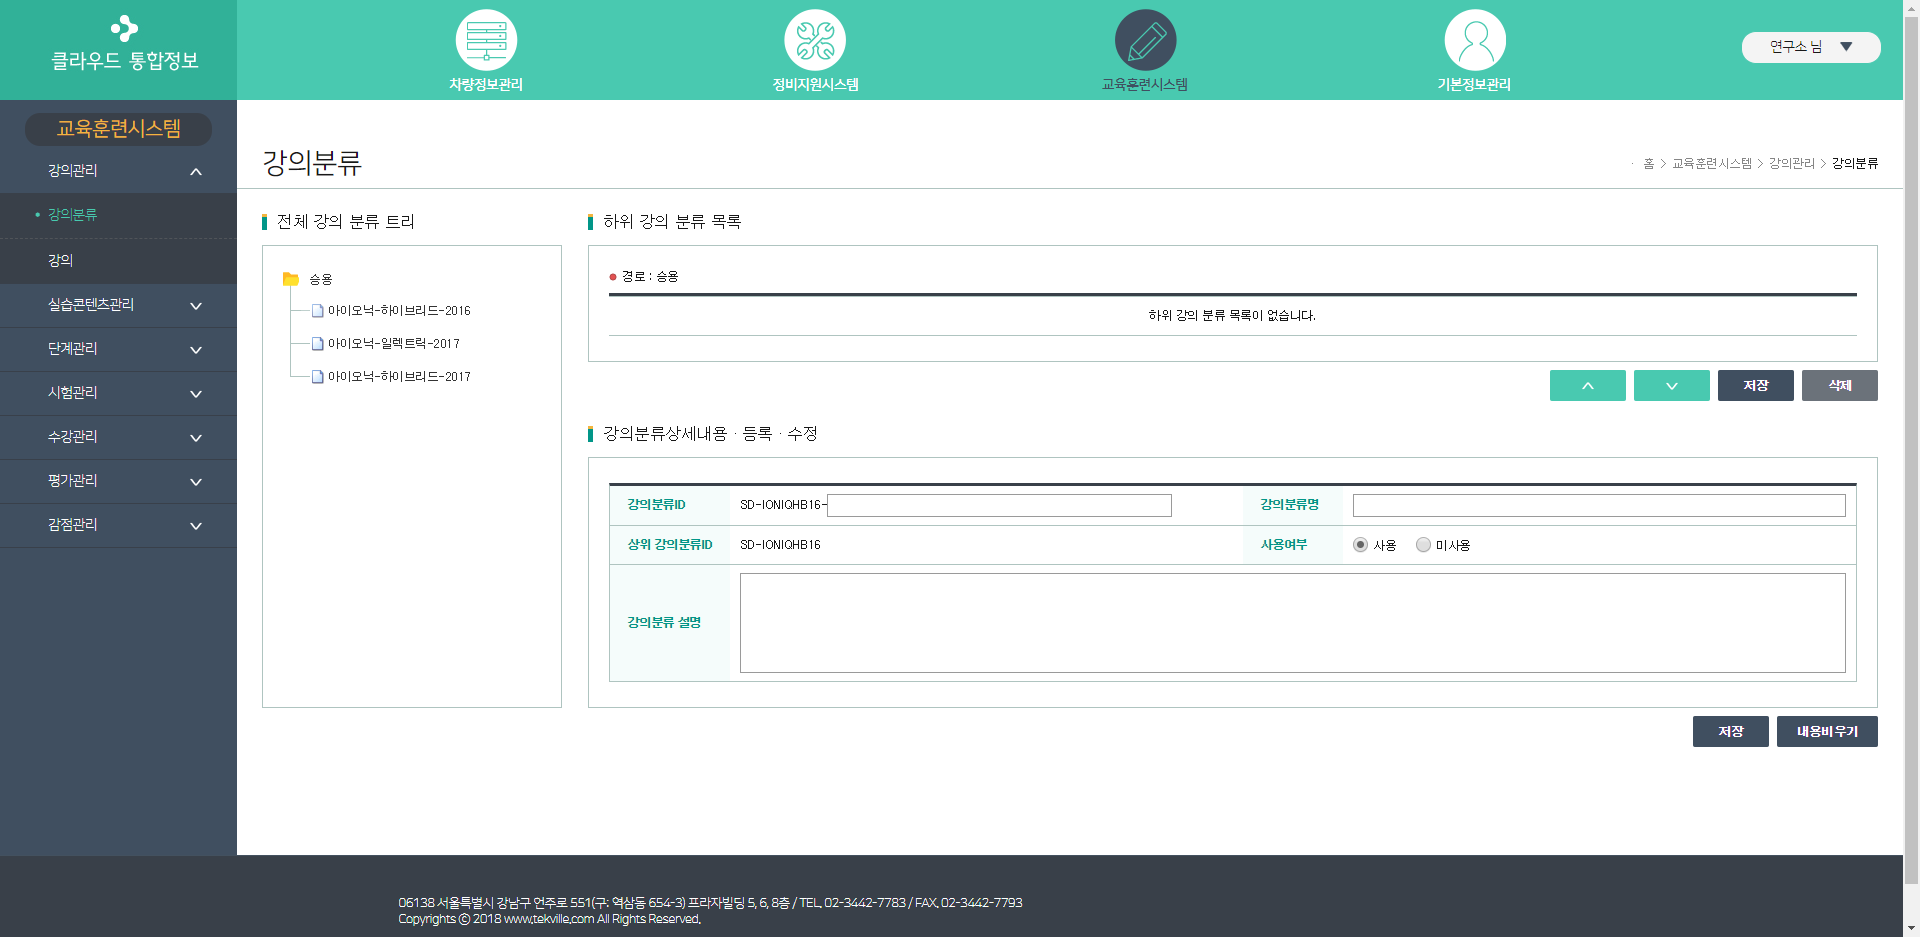 클라우드 통합정보
차량정보관리
정비지원시스템
교육훈련시스템
기본정보관리
연구소 님 ▼
교육훈련시스템
강의관리
강의분류
강의
실습콘텐츠관리
단계관리
시험관리
수강관리
평가관리
감점관리
강의분류
· 홈 > 교육훈련시스템 > 강의관리 > 강의분류
전체 강의 분류 트리
승용
아이오닉-하이브리드-2016
아이오닉-일렉트릭-2017
아이오닉-하이브리드-2017
하위 강의 분류 목록
경로 : 승용
하위 강의 분류 목록이 없습니다.
저장 삭제
강의분류상세내용 · 등록 · 수정
강의분류ID SD-IONIQHB16- 강의분류명
상위 강의분류ID SD-IONIQHB16 사용여부 사용 미사용
강의분류 설명
저장 내용비우기
06138 서울특별시 강남구 언주로 551(구: 역삼동 654-3) 프라자빌딩 5, 6, 8층 / TEL. 02-3442-7783 / FAX. 02-3442-7793
Copyrights ⓒ 2018 www.tekville.com All Rights Reserved.